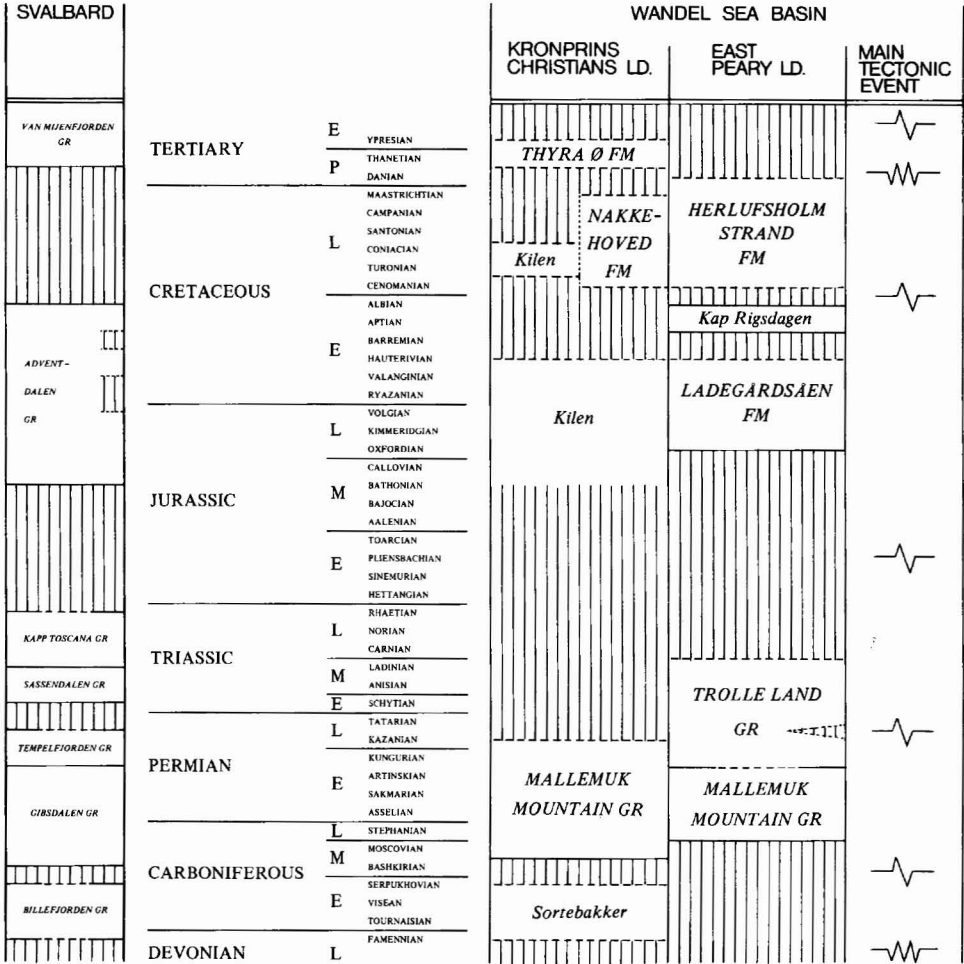 SVALBARD
WANDEL SEA BASIN
KRONPRINS
CHRISTIANS LD.
EAST
PEARY LD.
MAIN
TECTONIC
EVENT
VAN MIJENFJORDEN
GR
ADVENT-
DALEN
GR
KAPP TOSCANA GR
SASSENDALEN GR
TEMPELFJORDEN GR
GIBSDALEN GR
BILLEFJORDEN GR
TERTIARY
CRETACEOUS
JURASSIC
TRIASSIC
PERMIAN
CARBONIFEROUS
DEVONIAN
E
P
L
E
L
M
E
L
M
E
L
E
L
M
E
L
YPRESIAN
THANETIAN
DANIAN
MAASTRICHTIAN
CAMPANIAN
SANTONIAN
CONIACIAN
TURONIAN
CENOMANIAN
ALBIAN
APTIAN
BARREMIAN
HAUTERIVIAN
VALANGINIAN
RYAZANIAN
VOLGIAN
KIMMERIDGIAN
OXFORDIAN
CALLOVIAN
BATHONIAN
BAJOCIAN
AALENIAN
TOARCIAN
PLIENSBACHIAN
SINEMURIAN
HETTANGIAN
RHAETIAN
NORIAN
CARNIAN
LADINIAN
ANISIAN
SCHYTIAN
TATARIAN
KAZANIAN
KUNGURIAN
ARTINSKIAN
SAKMARIAN
ASSELIAN
STEPHANIAN
MOSCOVIAN
BASHKIRIAN
SERPUKHOVIAN
VISEAN
TOURNAISIAN
FAMENNIAN
THYRA Ø FM
NAKKE-
HOVED
FM
Kilen
Kilen
MALLEMUK
MOUNTAIN GR
Sortebakker
HERLUFSHOLM
STRAND
FM
Kap Rigsdagen
LADEGÅRDSÅEN
FM
TROLLE LAND
GR
MALLEMUK
MOUNTAIN GR